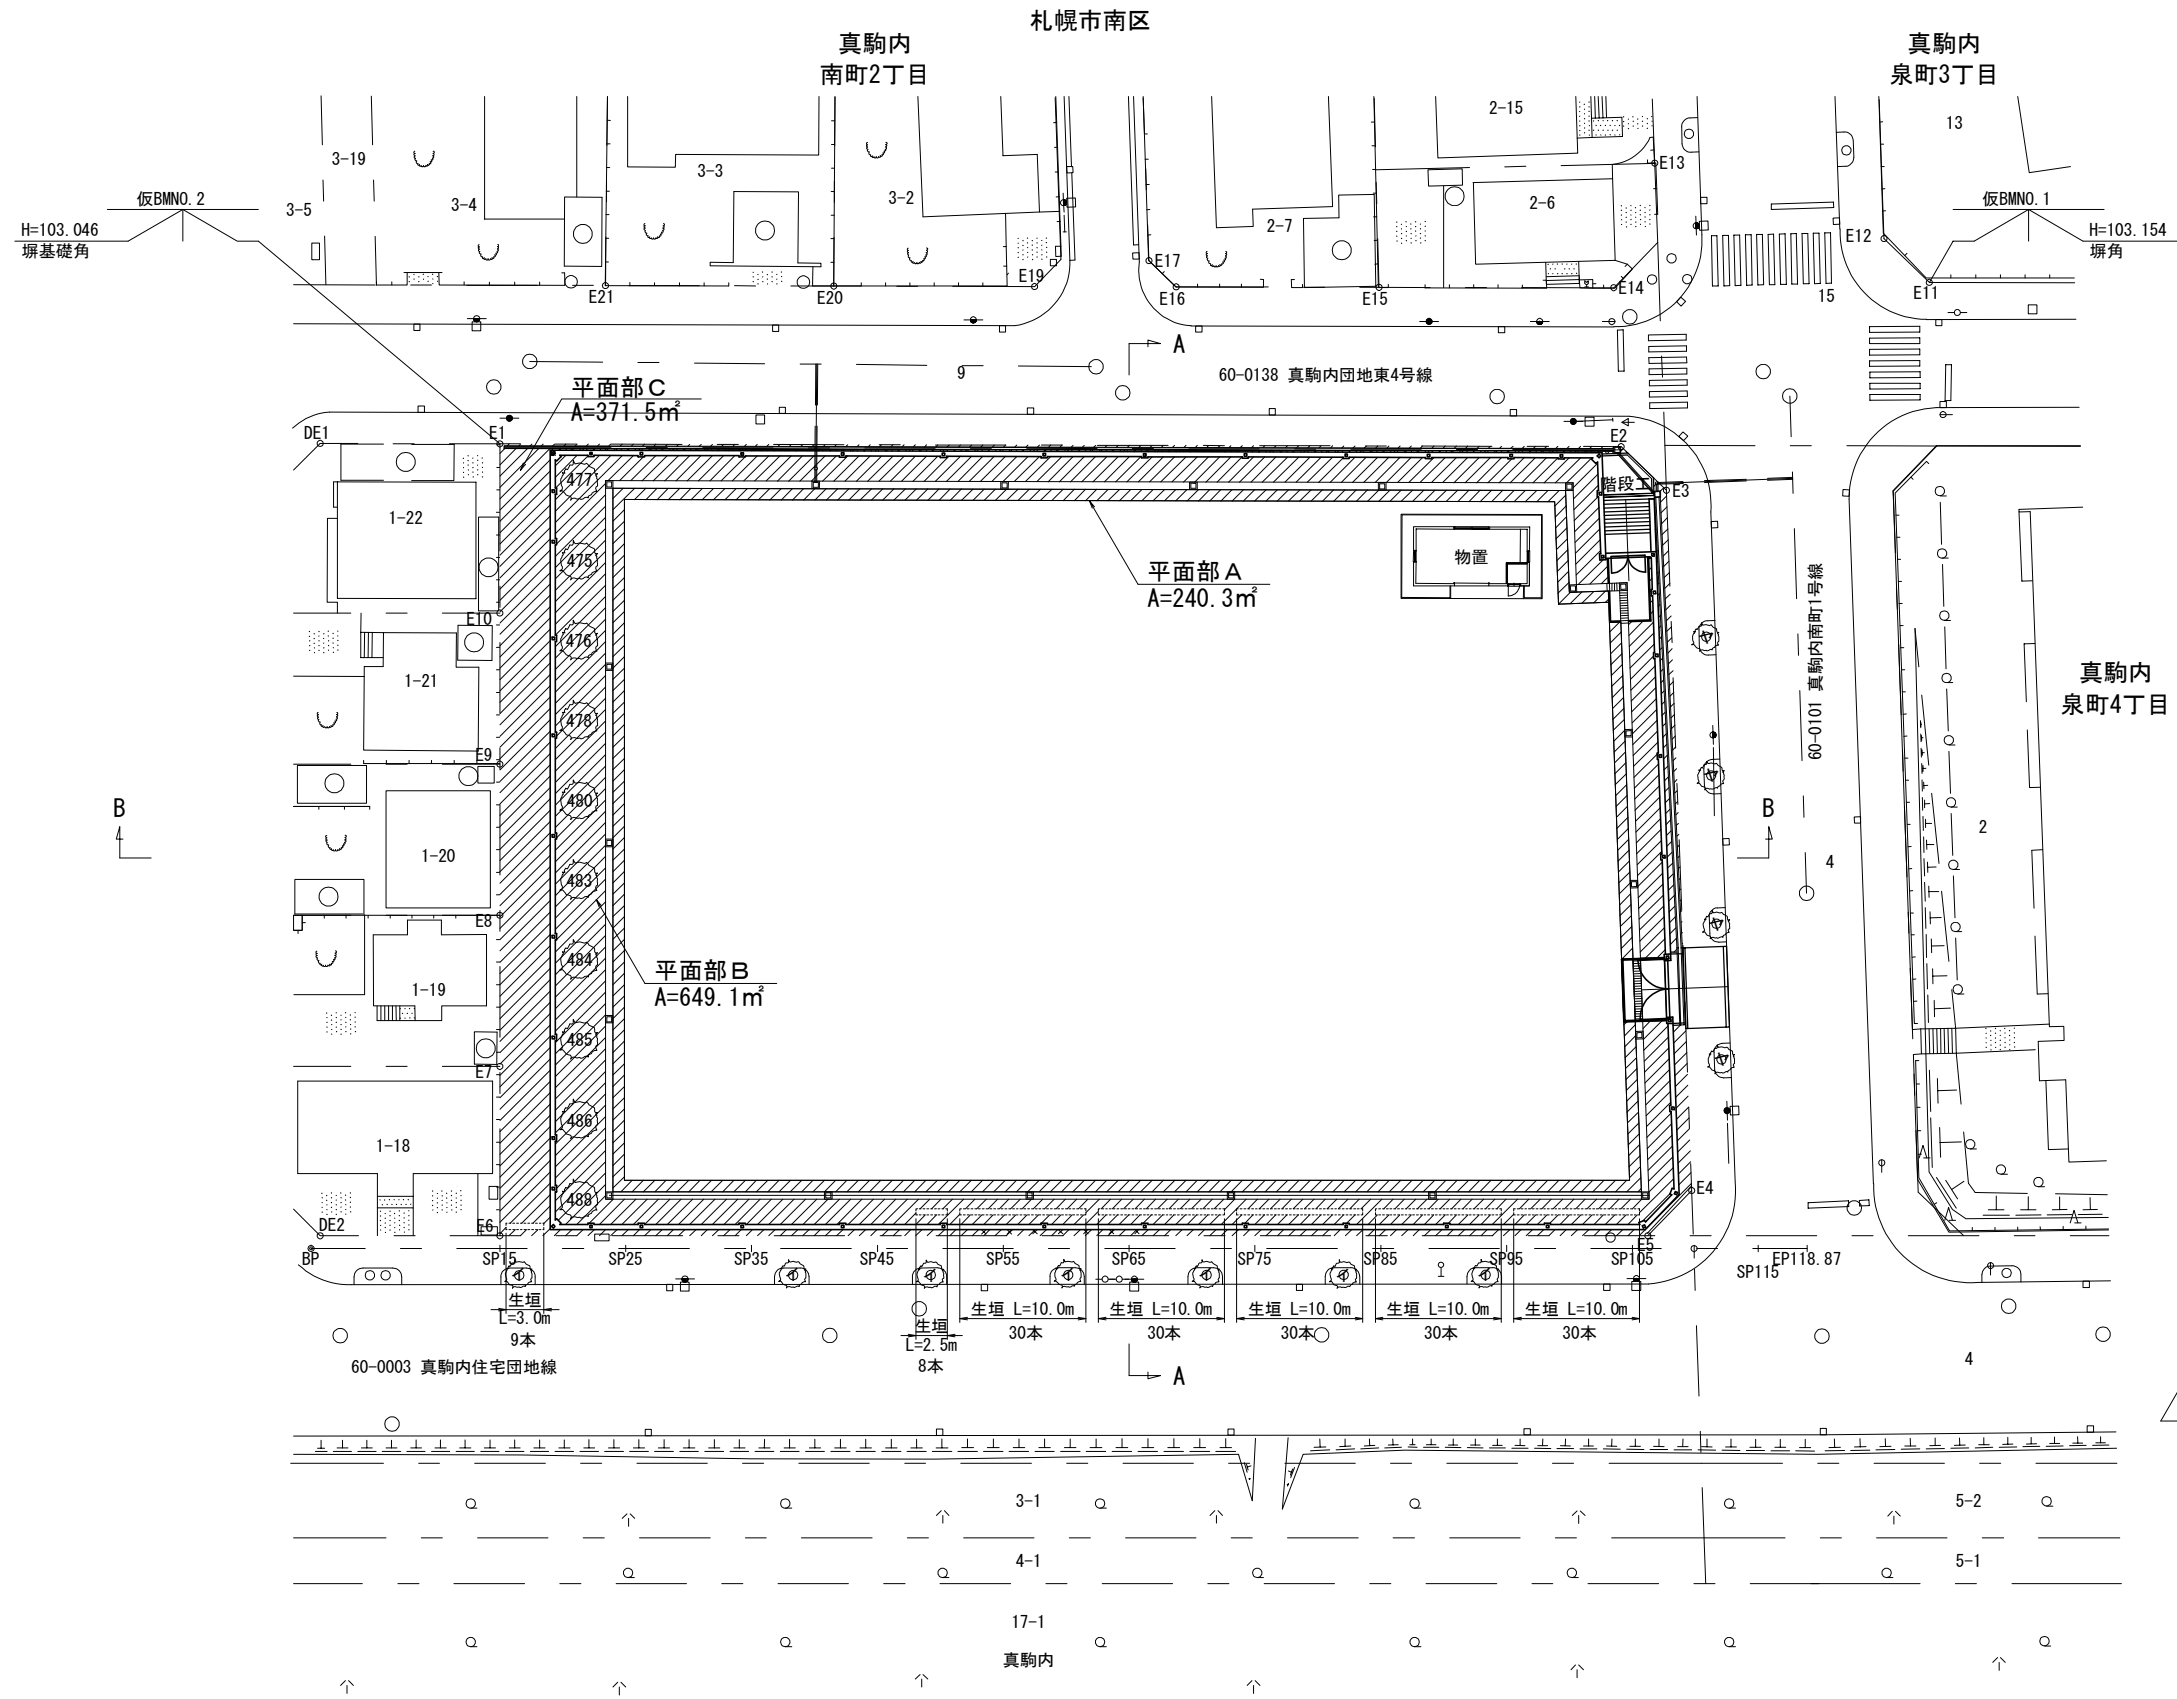 札幌市南区
真駒内
南町2丁目
真駒内
泉町3丁目
2-15
13
3-19
3-3
E13
仮BMNO.2
3-5
3-4
3-2
2-6
仮BMNO.1
H=103.046
塀基礎角
2-7
E12
H=103.154
塀角
E17
E19
E21
E20
E16
E15
E14
15
E11
A
9
60-0138 真駒内団地東4号線
平面部C
A=371.5㎡
DE1
E1
E2
477
階段工
E3
1-22
475
物置
平面部A
A=240.3㎡
E10
476
60-0101 真駒内南町1号線
1-21
478
真駒内
泉町4丁目
E9
480
B
B
1-20
2
483
4
E8
484
平面部B
A=649.1㎡
1-19
485
E7
486
1-18
488
E4
DE2
E6
E5
BP
SP15
SP25
SP35
SP45
SP55
SP65
SP75
SP85
SP95
SP105
SP115
EP118.87
生垣
L=3.0m
9本
生垣
L=2.5m
8本
生垣 L=10.0m
30本
生垣 L=10.0m
30本
生垣 L=10.0m
30本
生垣 L=10.0m
30本
生垣 L=10.0m
30本
60-0003 真駒内住宅団地線
A
4
3-1
5-2
4-1
5-1
17-1
真駒内